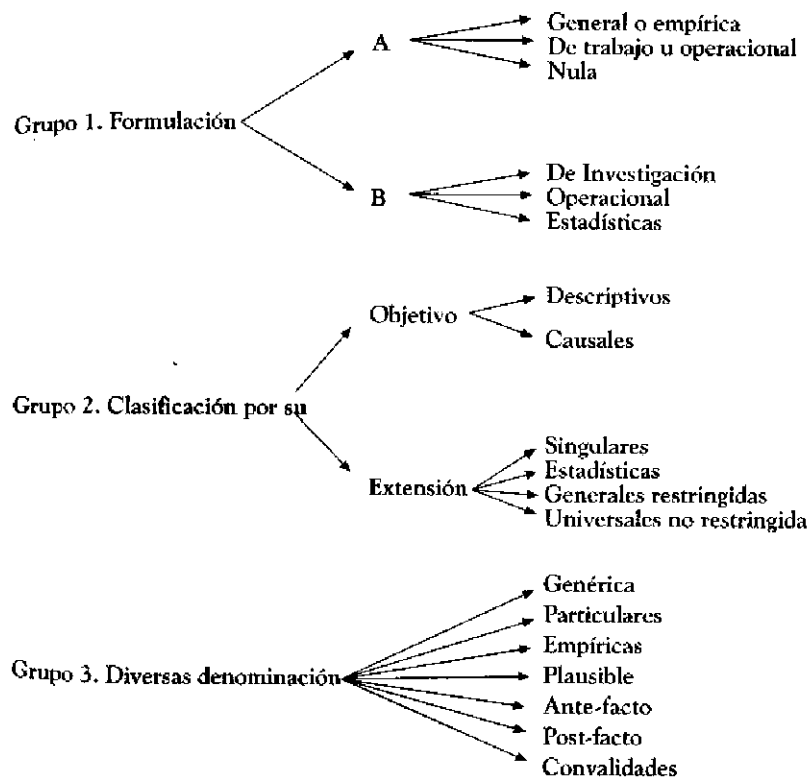 General o empírica
A
De trabajo u operacional
Nula
Grupo 1. Formulación
De Investigación
B
Operacional
Estadísticas
Descriptivos
Objetivo
Causales
Grupo 2. Clasificación por su
Singulares
Estadísticas
Extensión
Generales restringidas
Universales no restringida
Genérica
Particulares
Empíricas
Grupo 3. Diversas denominación
Plausible
Ante-facto
Post-facto
Convalidades